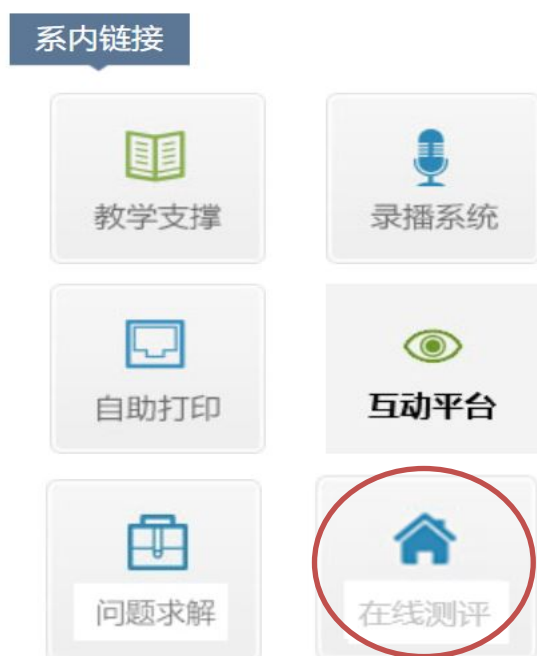 系内链接
教学支撑
录播系统
自助打印
互动平台
问题求解
在线测评